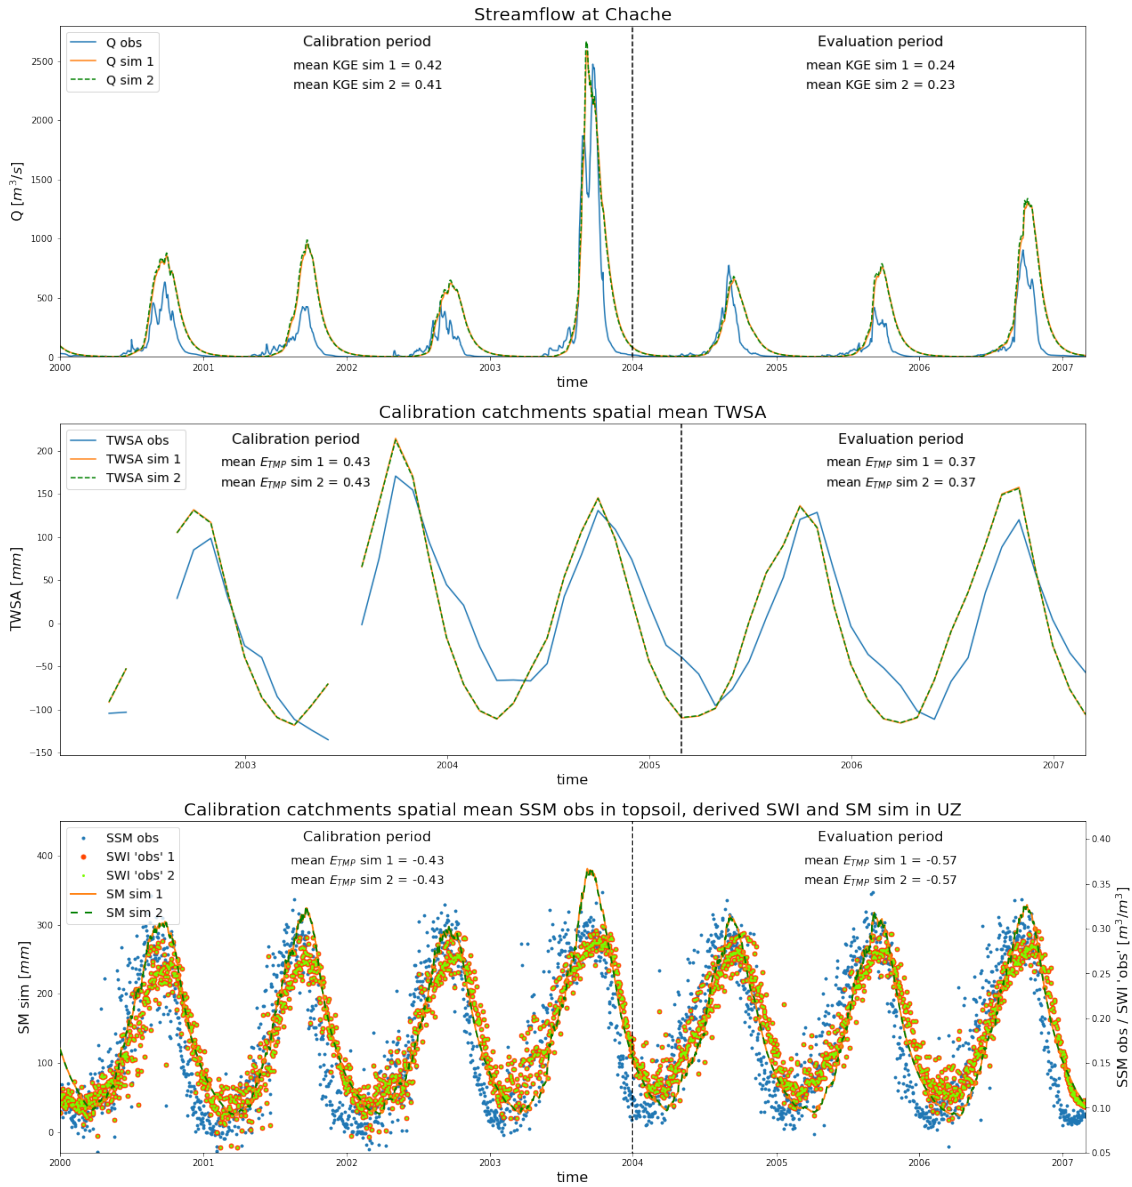 Streamflow at Chache
Q obs
Q sim 1
Q sim 2
Calibration period
mean KGE sim 1 = 0.42
mean KGE sim 2 = 0.41
Evaluation period
mean KGE sim 1 = 0.24
mean KGE sim 2 = 0.23
2500
2000
1500
1000
500
0
Q [m³/s]
2000 2001 2002 2003 2004 2005 2006 2007
time
Calibration catchments spatial mean TWSA
TWSA obs
TWSA sim 1
TWSA sim 2
Calibration period
mean E_TMP sim 1 = 0.43
mean E_TMP sim 2 = 0.43
Evaluation period
mean E_TMP sim 1 = 0.37
mean E_TMP sim 2 = 0.37
200
150
100
50
0
−50
−100
−150
TWSA [mm]
2003 2004 2005 2006 2007
time
Calibration catchments spatial mean SSM obs in topsoil, derived SWI and SM sim in UZ
SSM obs
SWI 'obs' 1
SWI 'obs' 2
SM sim 1
SM sim 2
Calibration period
mean E_TMP sim 1 = -0.43
mean E_TMP sim 2 = -0.43
Evaluation period
mean E_TMP sim 1 = -0.57
mean E_TMP sim 2 = -0.57
400
300
200
100
0
SM sim [mm]
0.40
0.35
0.30
0.25
0.20
0.15
0.10
0.05
SSM obs / SWI 'obs' [m³/m³]
2000 2001 2002 2003 2004 2005 2006 2007
time